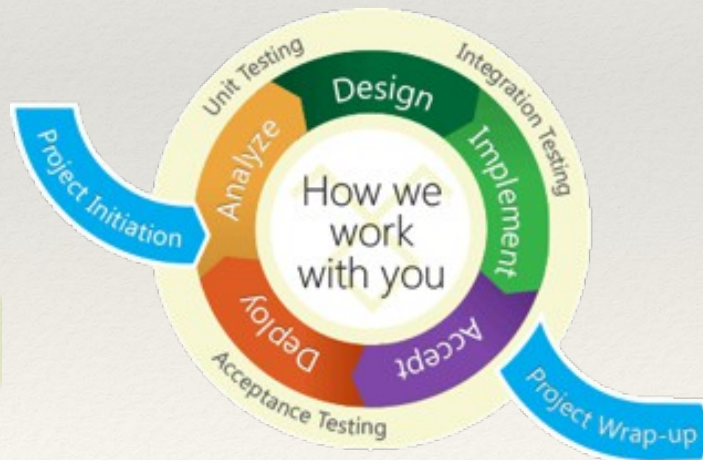 Project Initiation
Unit Testing
Integration Testing
Analyze
Design
Implement
Accept
Deploy
How we
work
with you
Acceptance Testing
Project Wrap-up